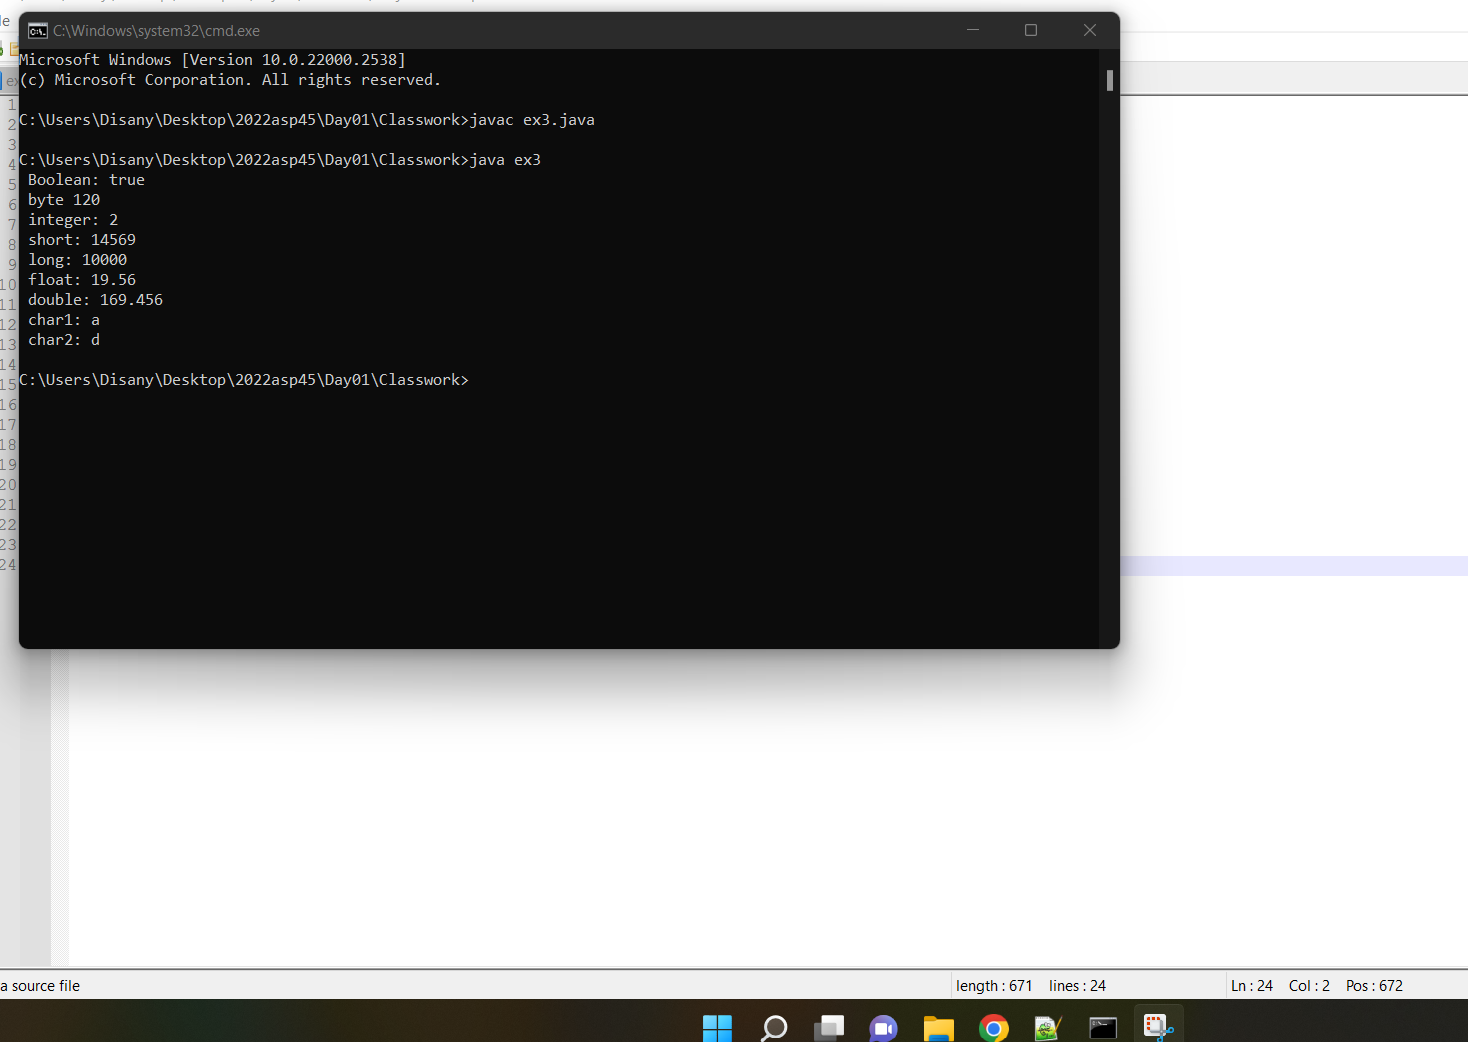 C:\Windows\system32\cmd.exe
Microsoft Windows [Version 10.0.22000.2538]
(c) Microsoft Corporation. All rights reserved.
C:\Users\Disany\Desktop\2022asp45\Day01\Classwork>javac ex3.java
C:\Users\Disany\Desktop\2022asp45\Day01\Classwork>java ex3
Boolean: true
byte 120
integer: 2
short: 14569
long: 10000
float: 19.56
double: 169.456
char1: a
char2: d
C:\Users\Disany\Desktop\2022asp45\Day01\Classwork>
1
2
3
4
5
6
7
8
9
10
11
12
13
14
15
16
17
18
19
20
21
22
23
24
a source file length : 671 lines : 24 Ln : 24 Col : 2 Pos : 672